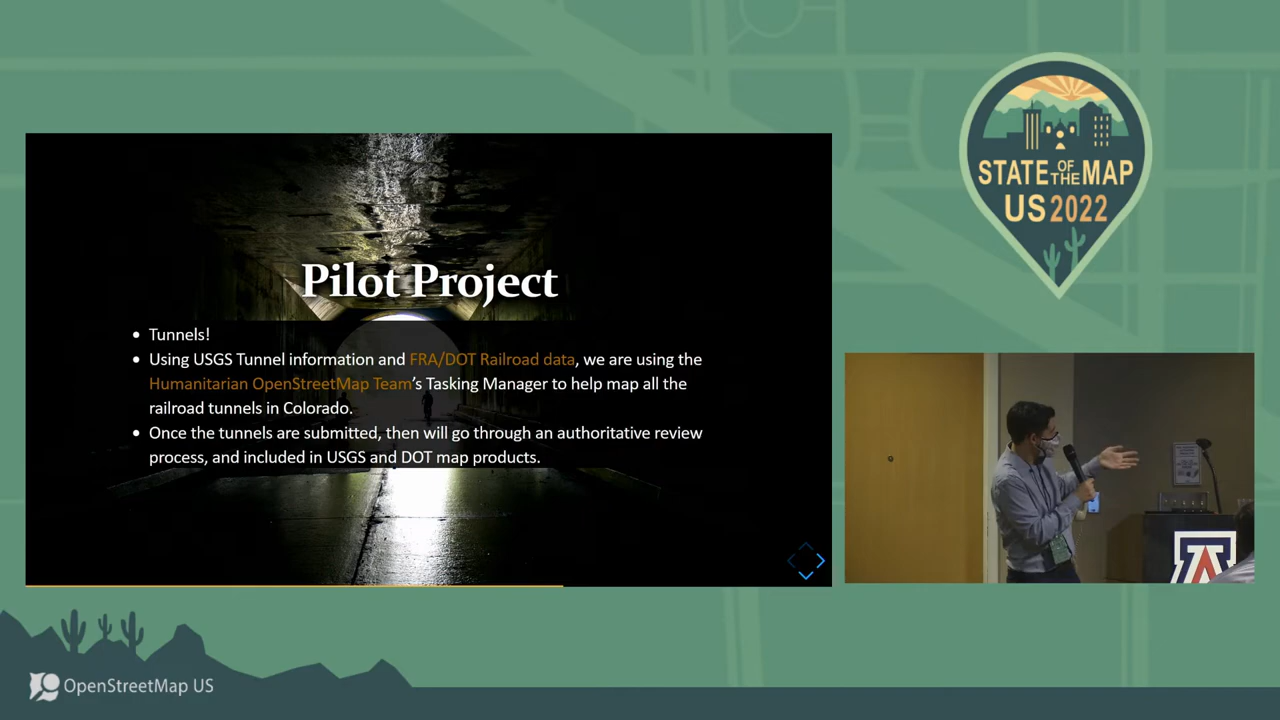 Pilot Project
• Tunnels!
• Using USGS Tunnel information and FRA/DOT Railroad data, we are using the
Humanitarian OpenStreetMap Team's Tasking Manager to help map all the
railroad tunnels in Colorado.
• Once the tunnels are submitted, then will go through an authoritative review
process, and included in USGS and DOT map products.
STATE OF THE MAP
US 2022
A
OpenStreetMap US